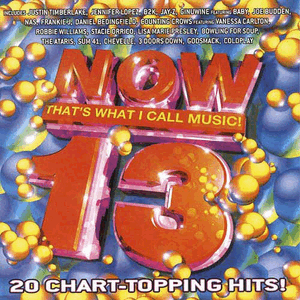 INCLUDES: JUSTIN TIMBERLAKE, JENNIFER LOPEZ, B2K, JAY-Z, GINUWINE FEATURING BABY, JOE BUDDEN,
NAS, FRANKIE J, DANIEL BEDINGFIELD, COUNTING CROWS FEATURING VANESSA CARLTON,
ROBBIE WILLIAMS, STACIE ORRICO, LISA MARIE PRESLEY, BOWLING FOR SOUP,
THE ATARIS, SUM 41, CHEVELLE, 3 DOORS DOWN, GODSMACK, COLDPLAY
NOW
THAT'S WHAT I CALL MUSIC!
13
20 CHART-TOPPING HITS!